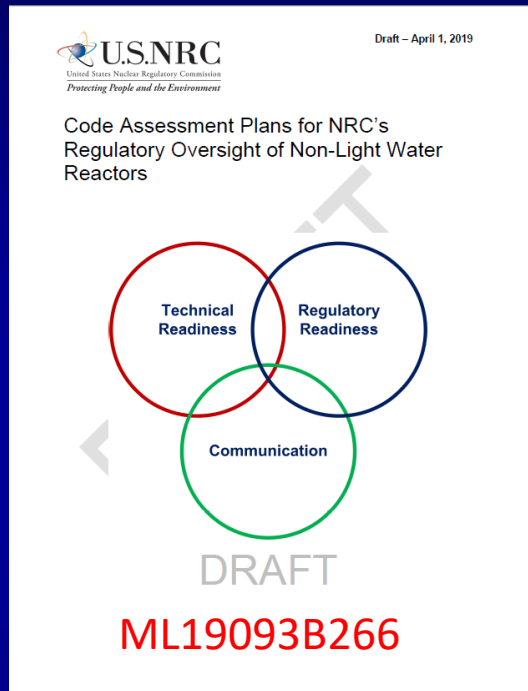 Draft – April 1, 2019
U.S.NRC
United States Nuclear Regulatory Commission
Protecting People and the Environment
Code Assessment Plans for NRC's
Regulatory Oversight of Non-Light Water
Reactors
Technical
Readiness
Regulatory
Readiness
Communication
DRAFT
ML19093B266